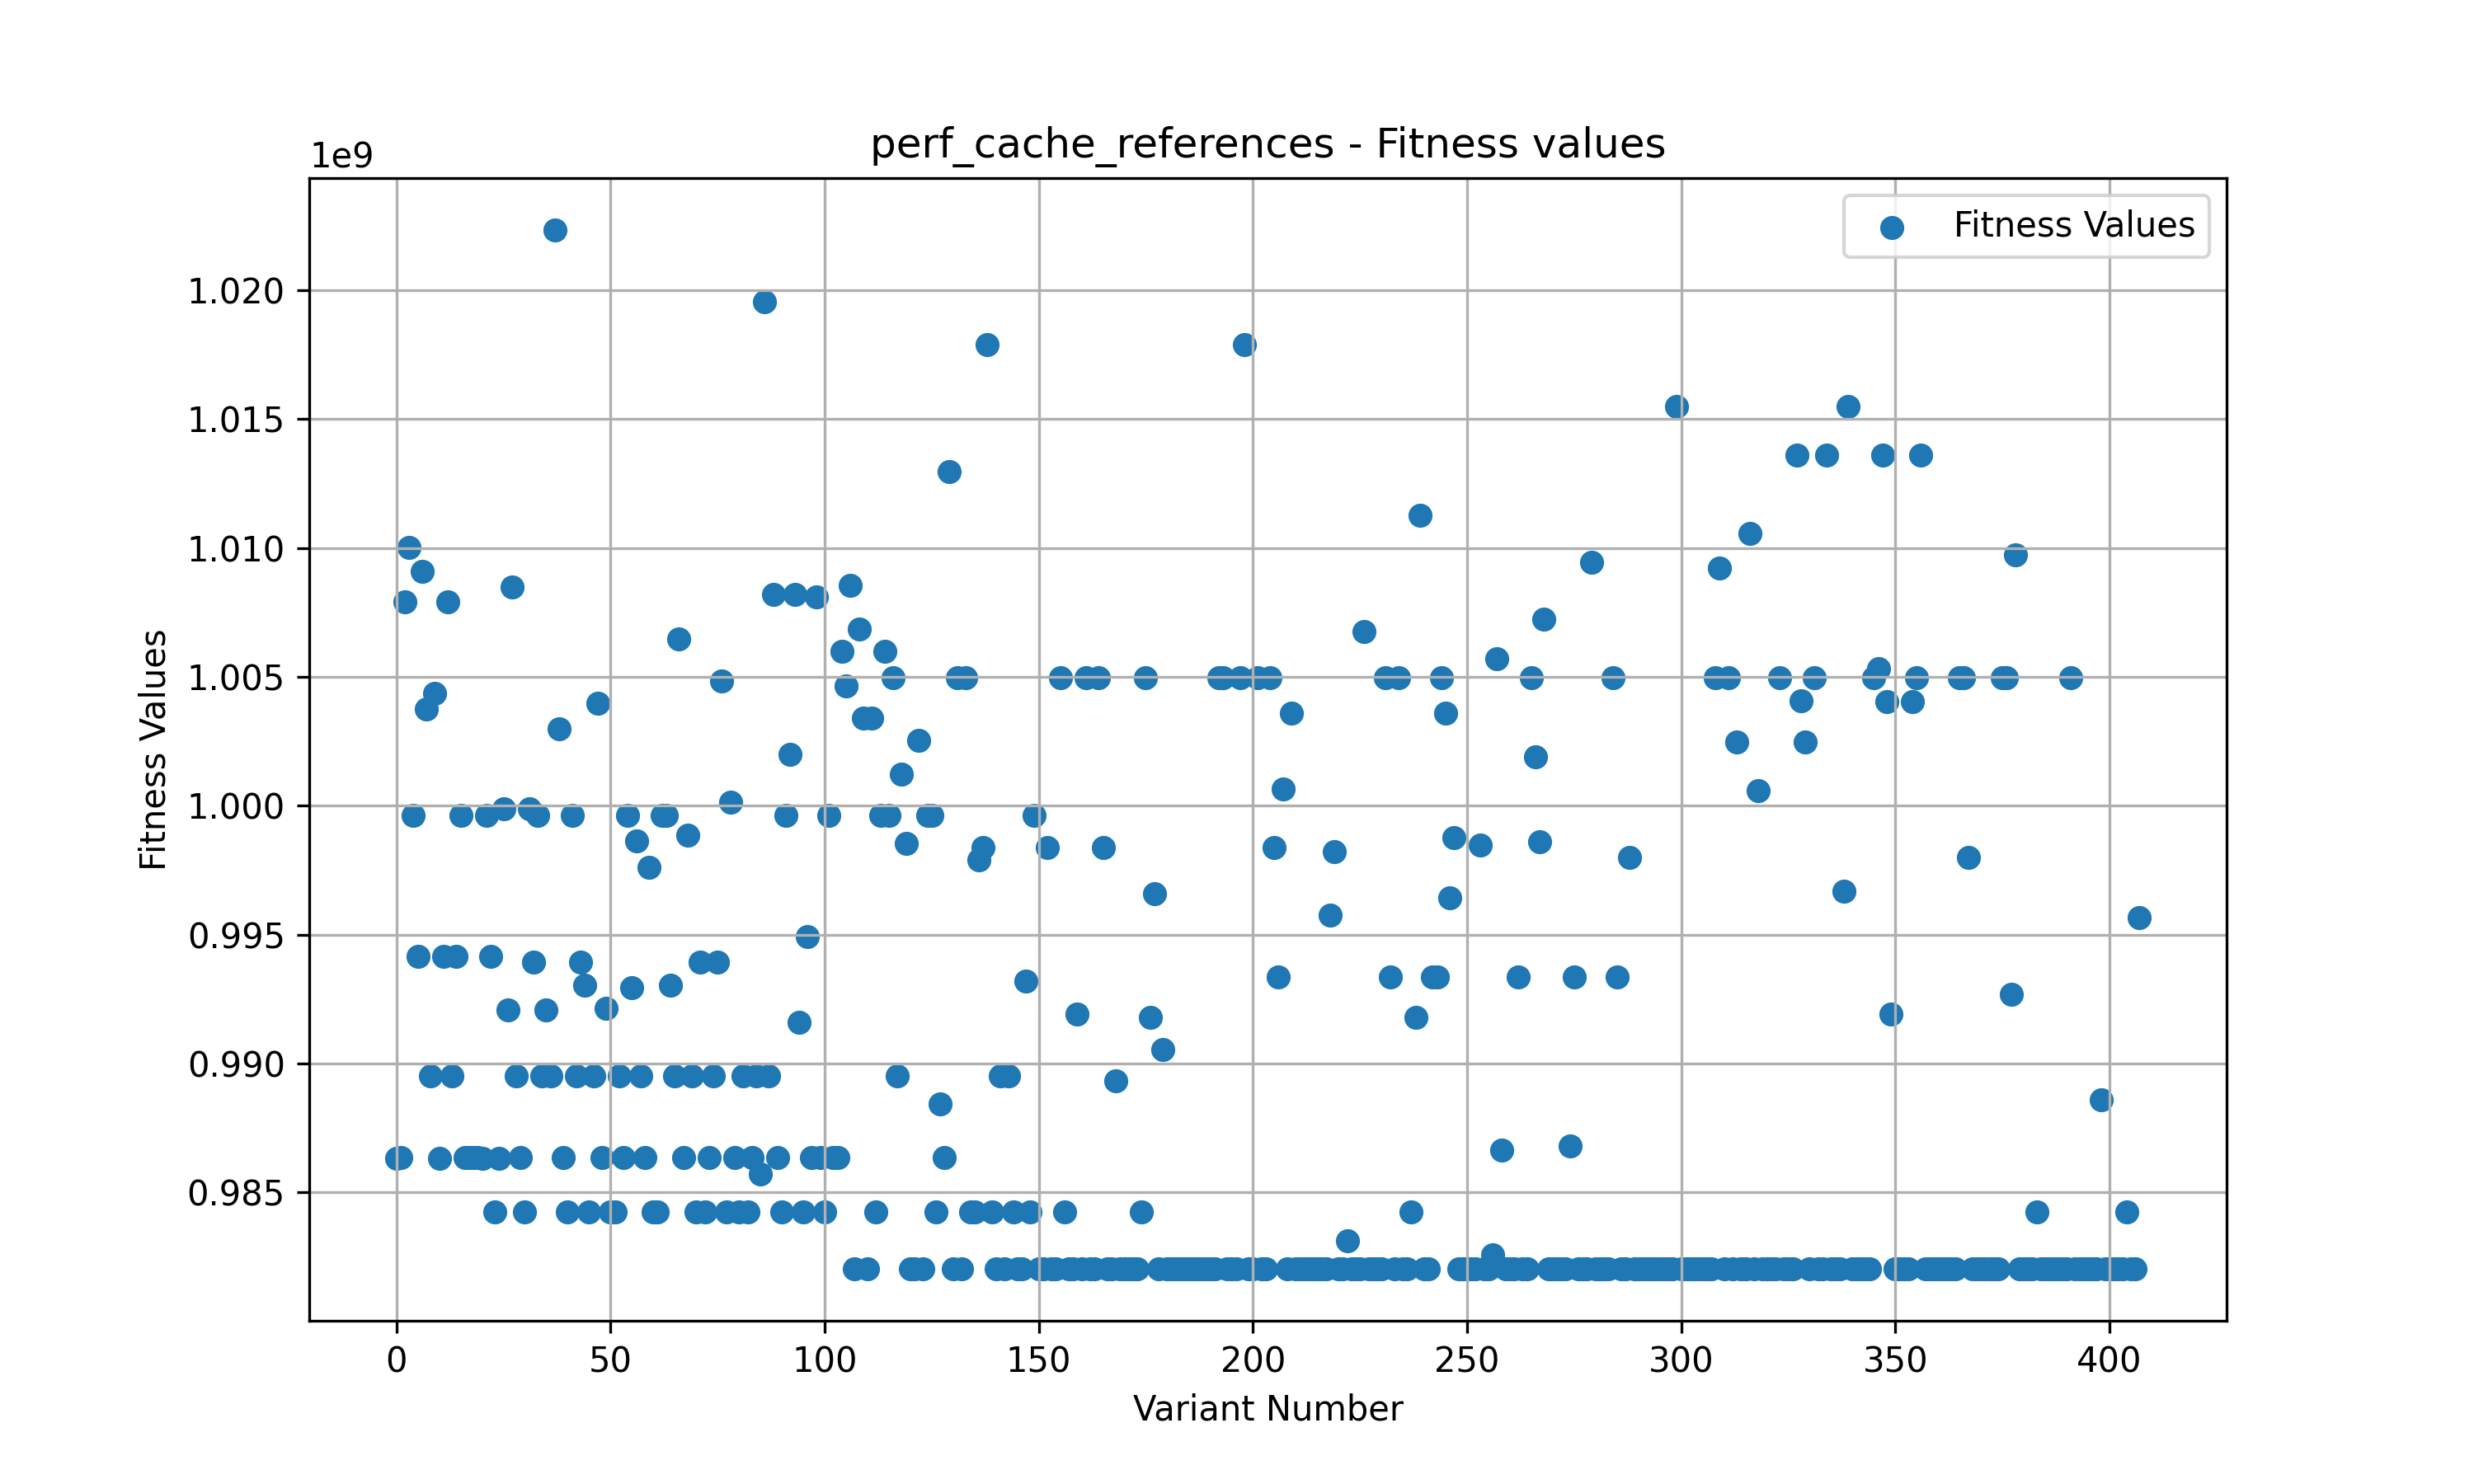 perf_cache_references - Fitness values
1e9
Fitness Values
1.020
1.015
1.010
1.005
1.000
0.995
0.990
0.985
Fitness Values
0 50 100 150 200 250 300 350 400
Variant Number